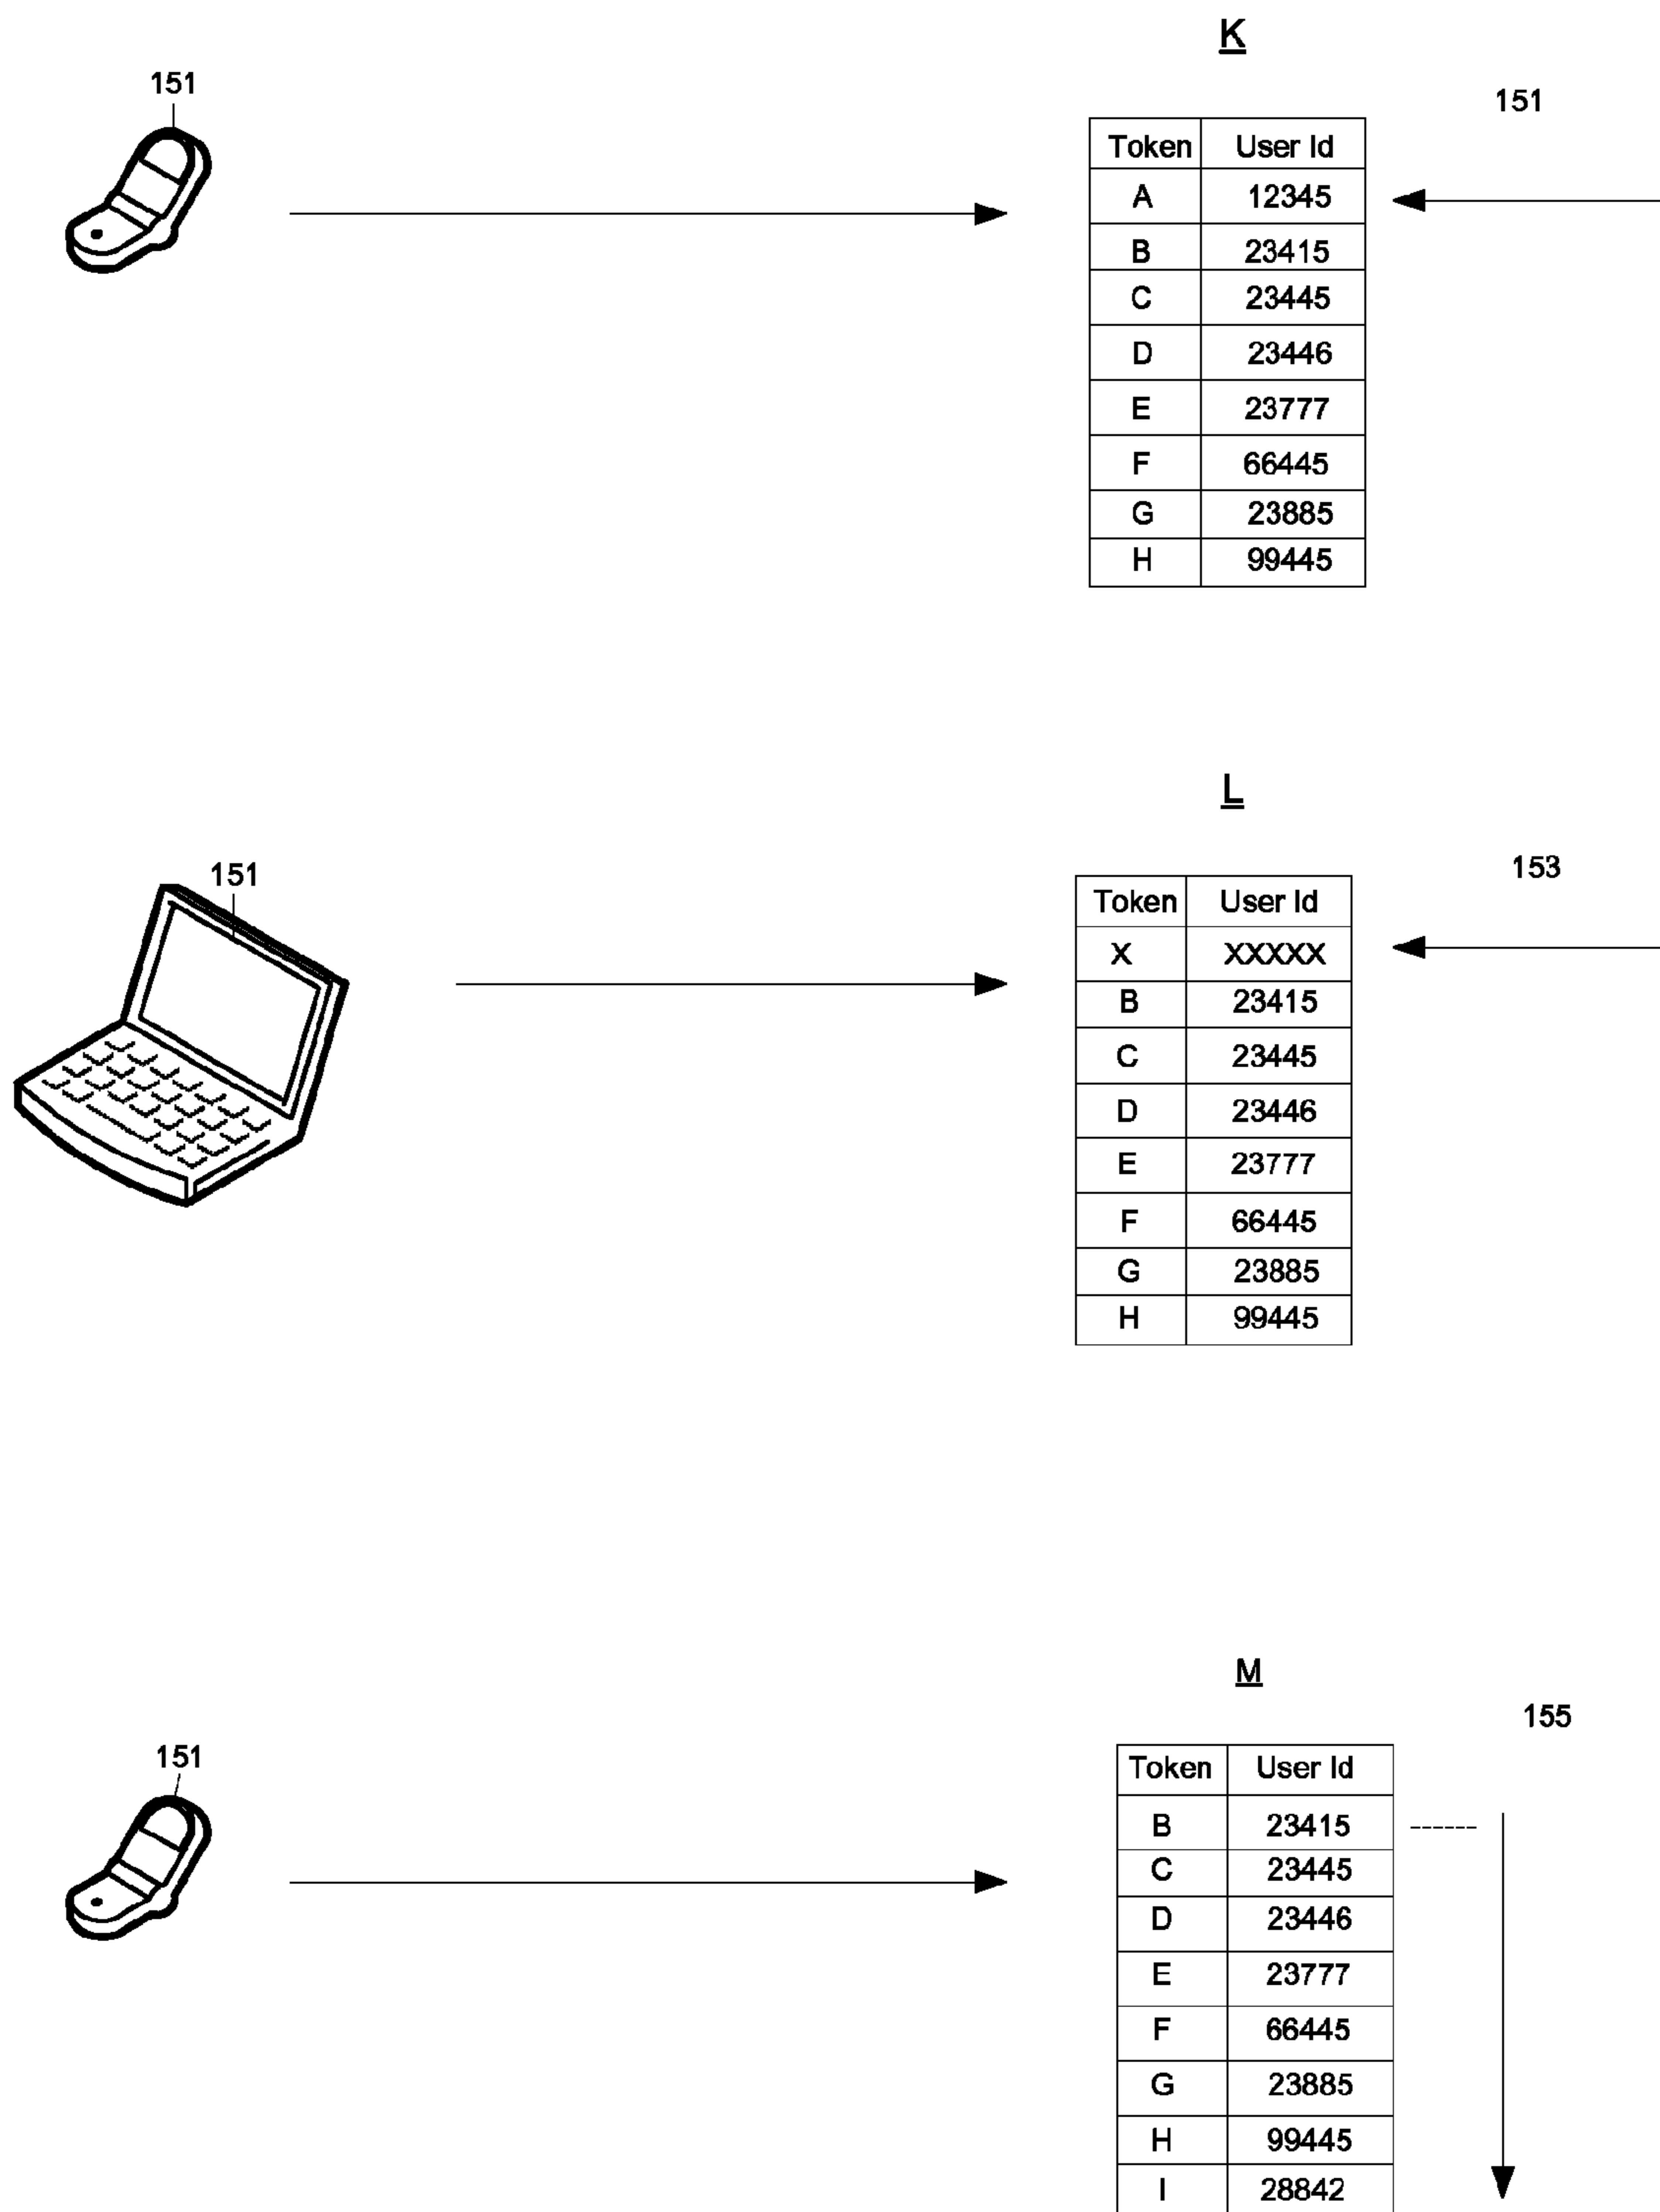 K
151
151
Token User Id
A 12345
B 23415
C 23445
D 23446
E 23777
F 66445
G 23885
H 99445
L
151
153
Token User Id
X XXXXX
B 23415
C 23445
D 23446
E 23777
F 66445
G 23885
H 99445
M
155
151
Token User Id
B 23415
C 23445
D 23446
E 23777
F 66445
G 23885
H 99445
I 28842